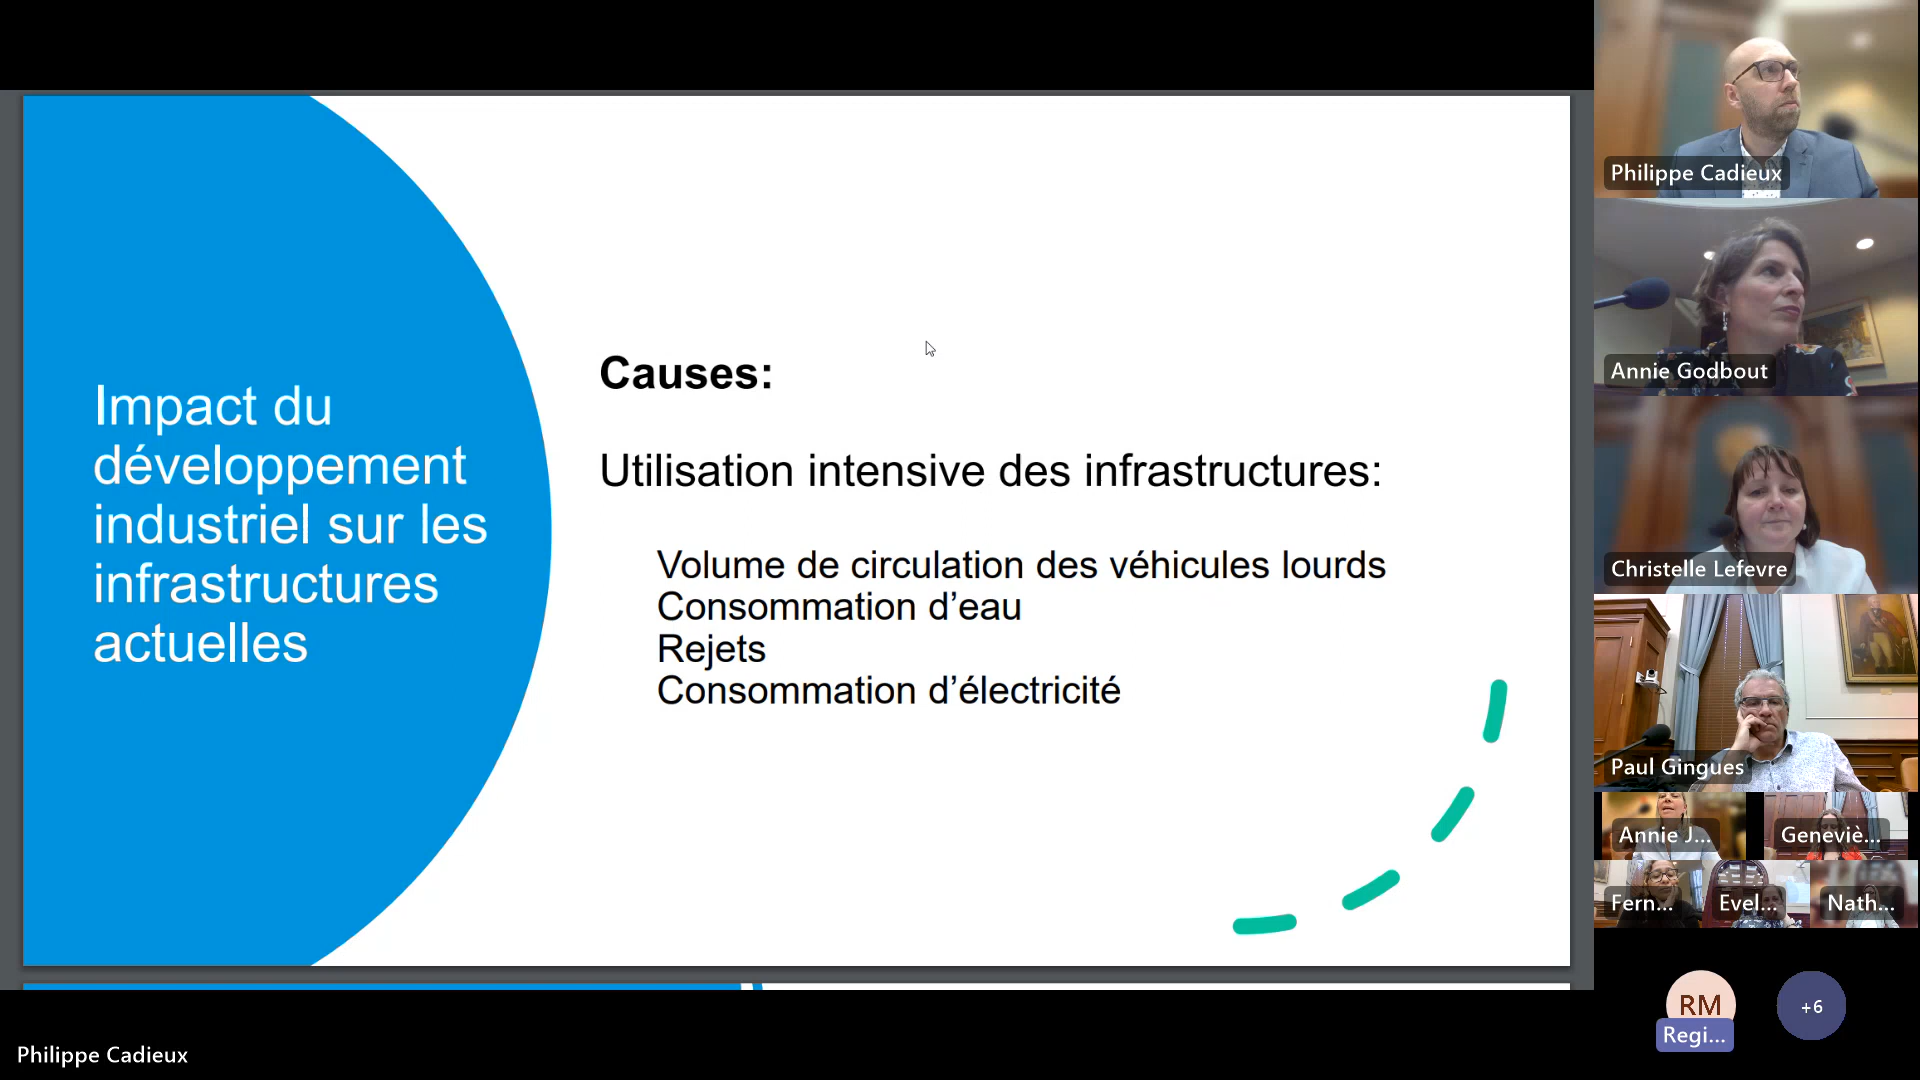 Impact du
développement
industriel sur les
infrastructures
actuelles
Causes:
Utilisation intensive des infrastructures:
Volume de circulation des véhicules lourds
Consommation d’eau
Rejets
Consommation d’électricité
Philippe Cadieux
Annie Godbout
Christelle Lefevre
Paul Gingues
Annie J...
Geneviè...
Fern...
Evel...
Nath...
RM
Regi...
+6
Philippe Cadieux